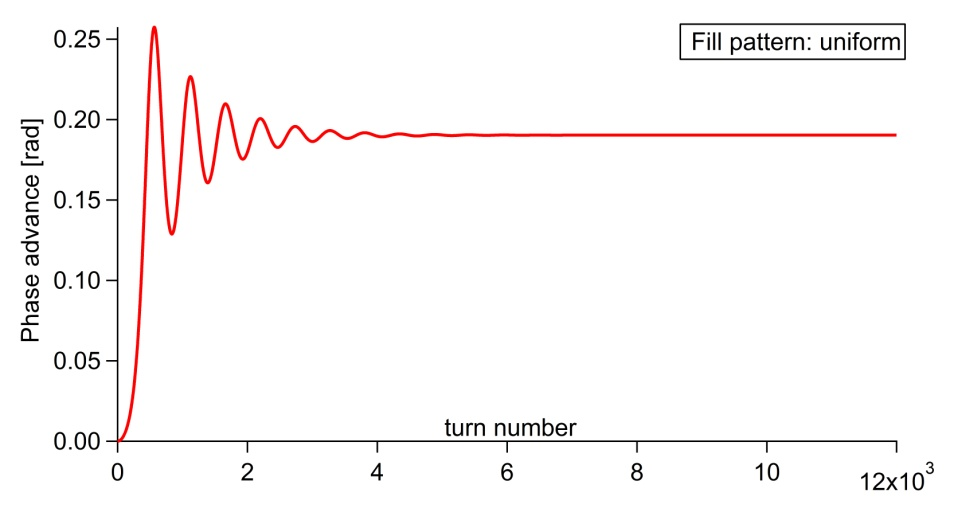 Fill pattern: uniform
Phase advance [rad]
0.25
0.20
0.15
0.10
0.05
0.00
turn number
0 2 4 6 8 10 12x10³